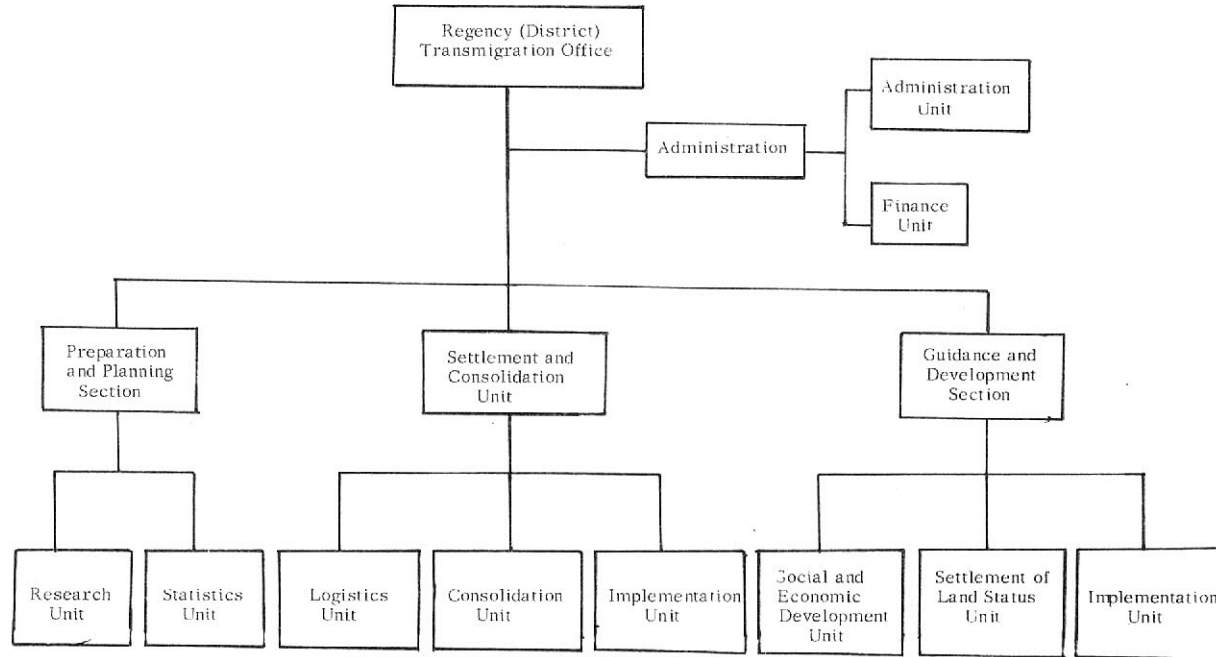 Regency (District)
Transmigration Office
Administration
Unit
Administration
Finance
Unit
Preparation
and Planning
Section
Settlement and
Consolidation
Unit
Guidance and
Development
Section
Research
Unit
Statistics
Unit
Logistics
Unit
Consolidation
Unit
Implementation
Unit
Social and
Economic
Development
Unit
Settlement of
Land Status
Unit
Implementation
Unit